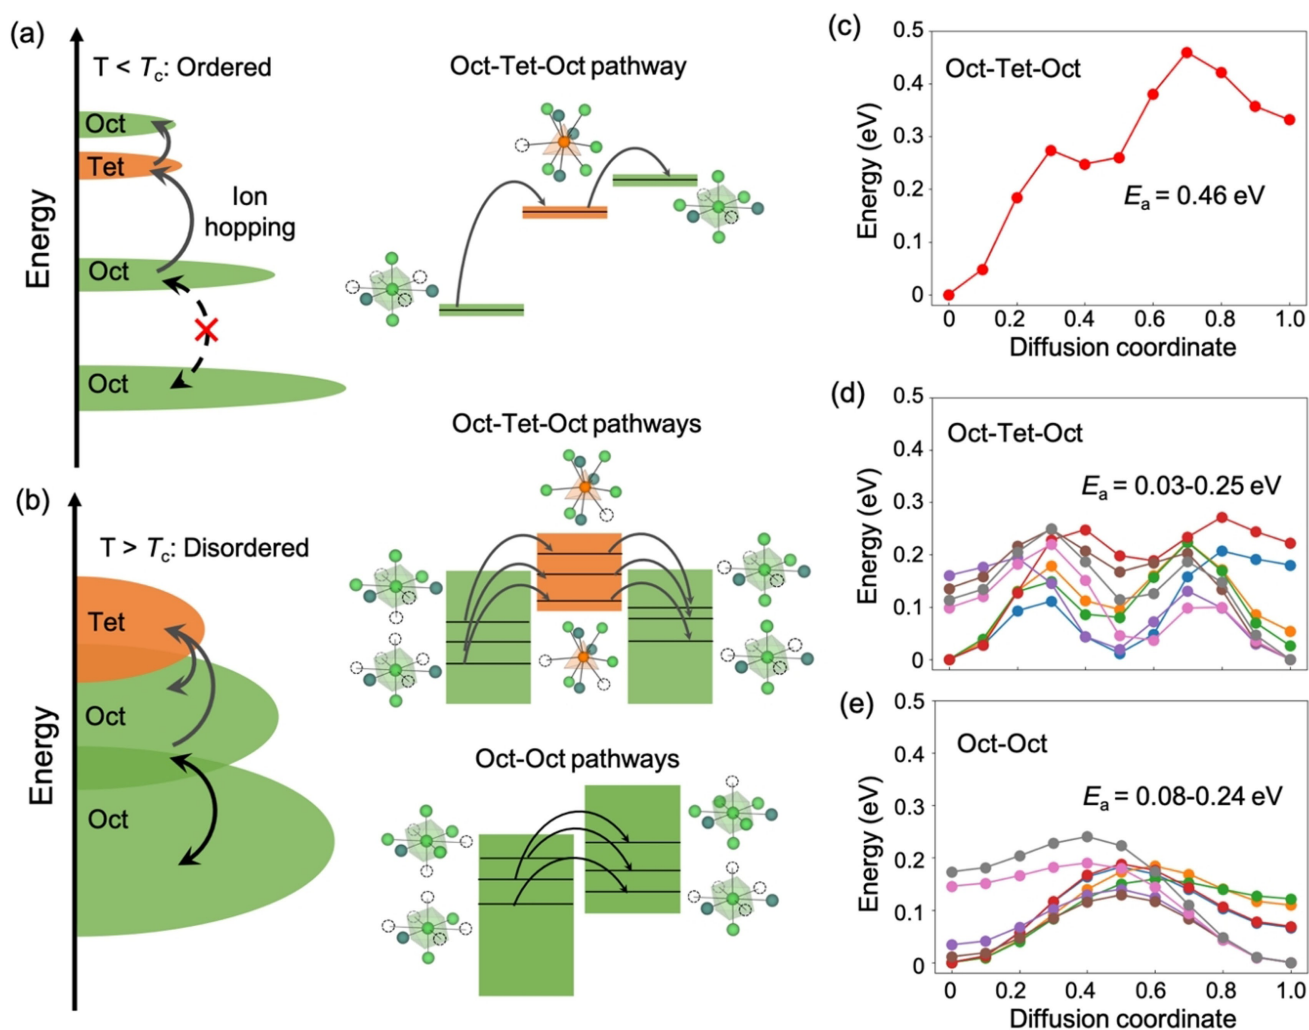 (a)
T < Tc: Ordered
Oct
Tet
Ion
hopping
Oct
Oct
Energy
Oct-Tet-Oct pathway
(b)
T > Tc: Disordered
Tet
Oct
Oct
Energy
Oct-Tet-Oct pathways
Oct-Oct pathways
(c)
Oct-Tet-Oct
Ea = 0.46 eV
Energy (eV)
0.5
0.4
0.3
0.2
0.1
0
0 0.2 0.4 0.6 0.8 1.0
Diffusion coordinate
(d)
Oct-Tet-Oct
Ea = 0.03-0.25 eV
Energy (eV)
0.5
0.4
0.3
0.2
0.1
0
(e)
Oct-Oct
Ea = 0.08-0.24 eV
Energy (eV)
0.5
0.4
0.3
0.2
0.1
0
0 0.2 0.4 0.6 0.8 1.0
Diffusion coordinate